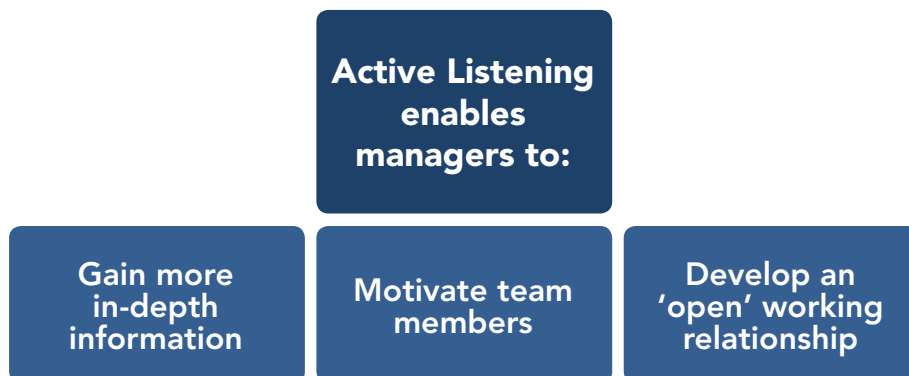 Active Listening
enables
managers to:
Gain more
in-depth
information
Motivate team
members
Develop an
‘open’ working
relationship